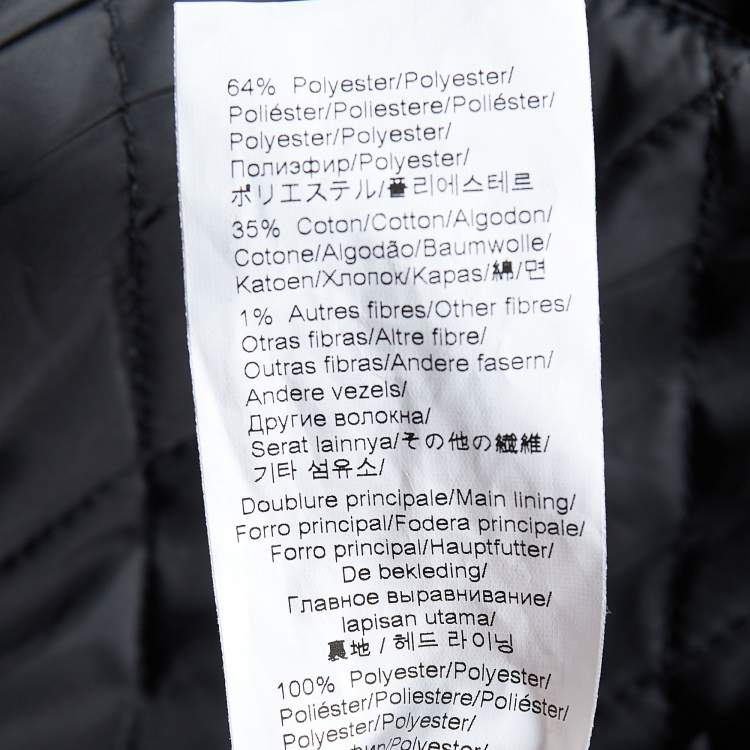 64% Polyester/Polyester/
Poliéster/Poliestere/Poliéster/
Polyester/Polyester/
Полиэфир/Polyester/
ポリエステル/폴리에스테르
35% Coton/Cotton/Algodon/
Cotone/Algodão/Baumwolle/
Katoen/Хлопок/Kapas/綿/면
1% Autres fibres/Other fibres/
Otras fibras/Altre fibre/
Outras fibras/Andere fasern/
Andere vezels/
Другие волокна/
Serat lainnya/その他の繊維/
기타 섬유소/
Doublure principale/Main lining/
Forro principal/Fodera principale/
Forro principal/Hauptfutter/
De bekleding/
Главное выравнивание/
lapisan utama/
裏地 / 헤드 라이닝
100% Polyester/Polyester/
Poliéster/Poliestere/Poliéster/
Polyester/Polyester/